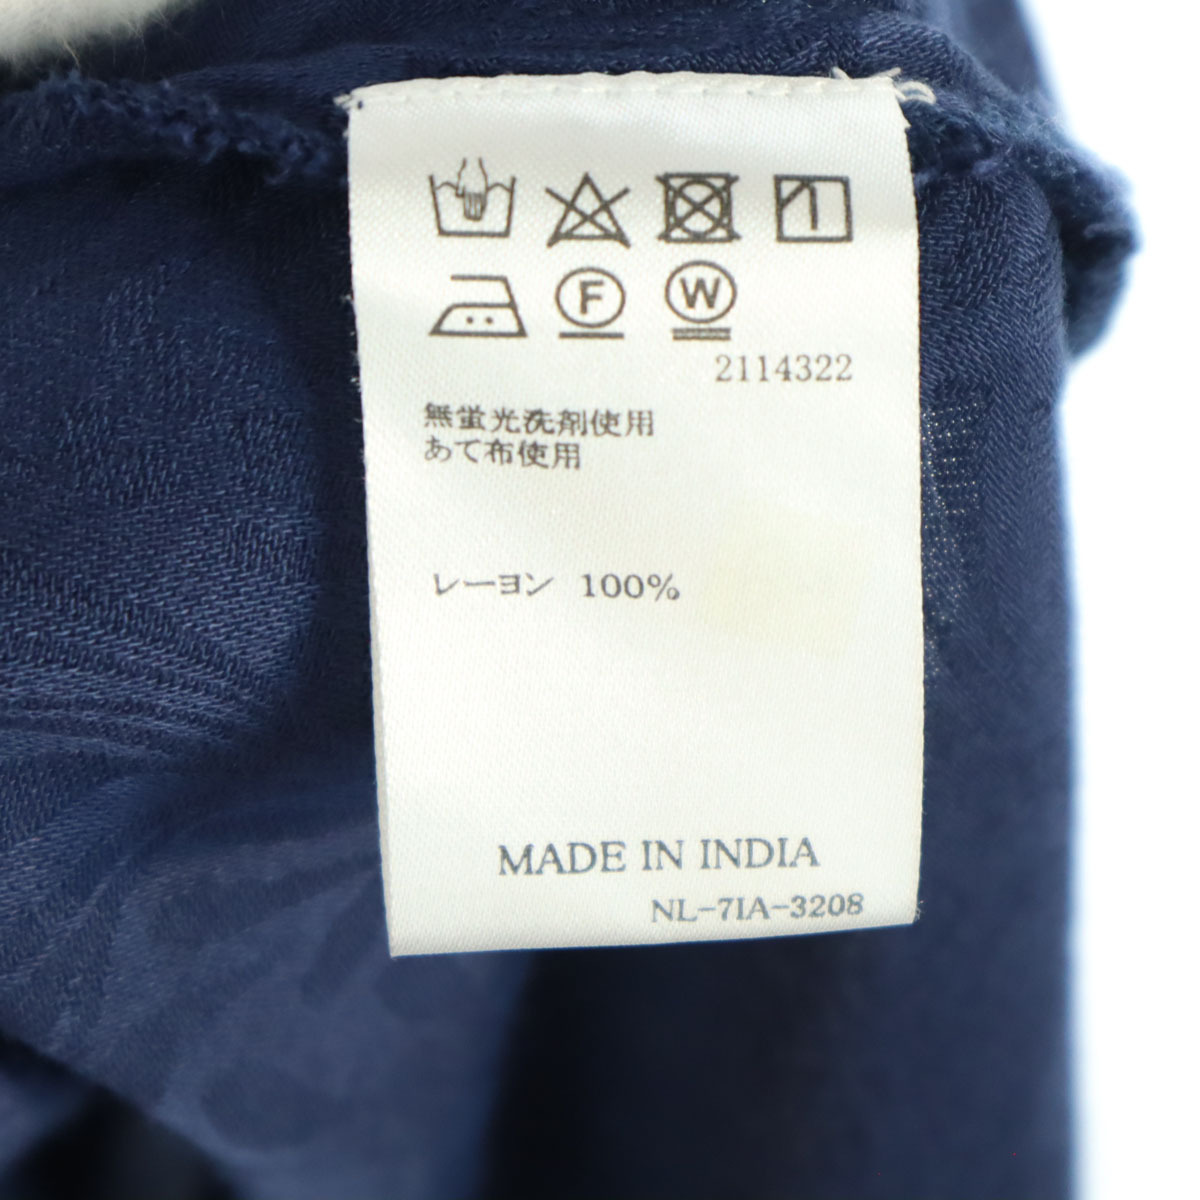 F W
2114322
無蛍光洗剤使用
あて布使用
レーヨン 100%
MADE IN INDIA
NL-7IA-3208